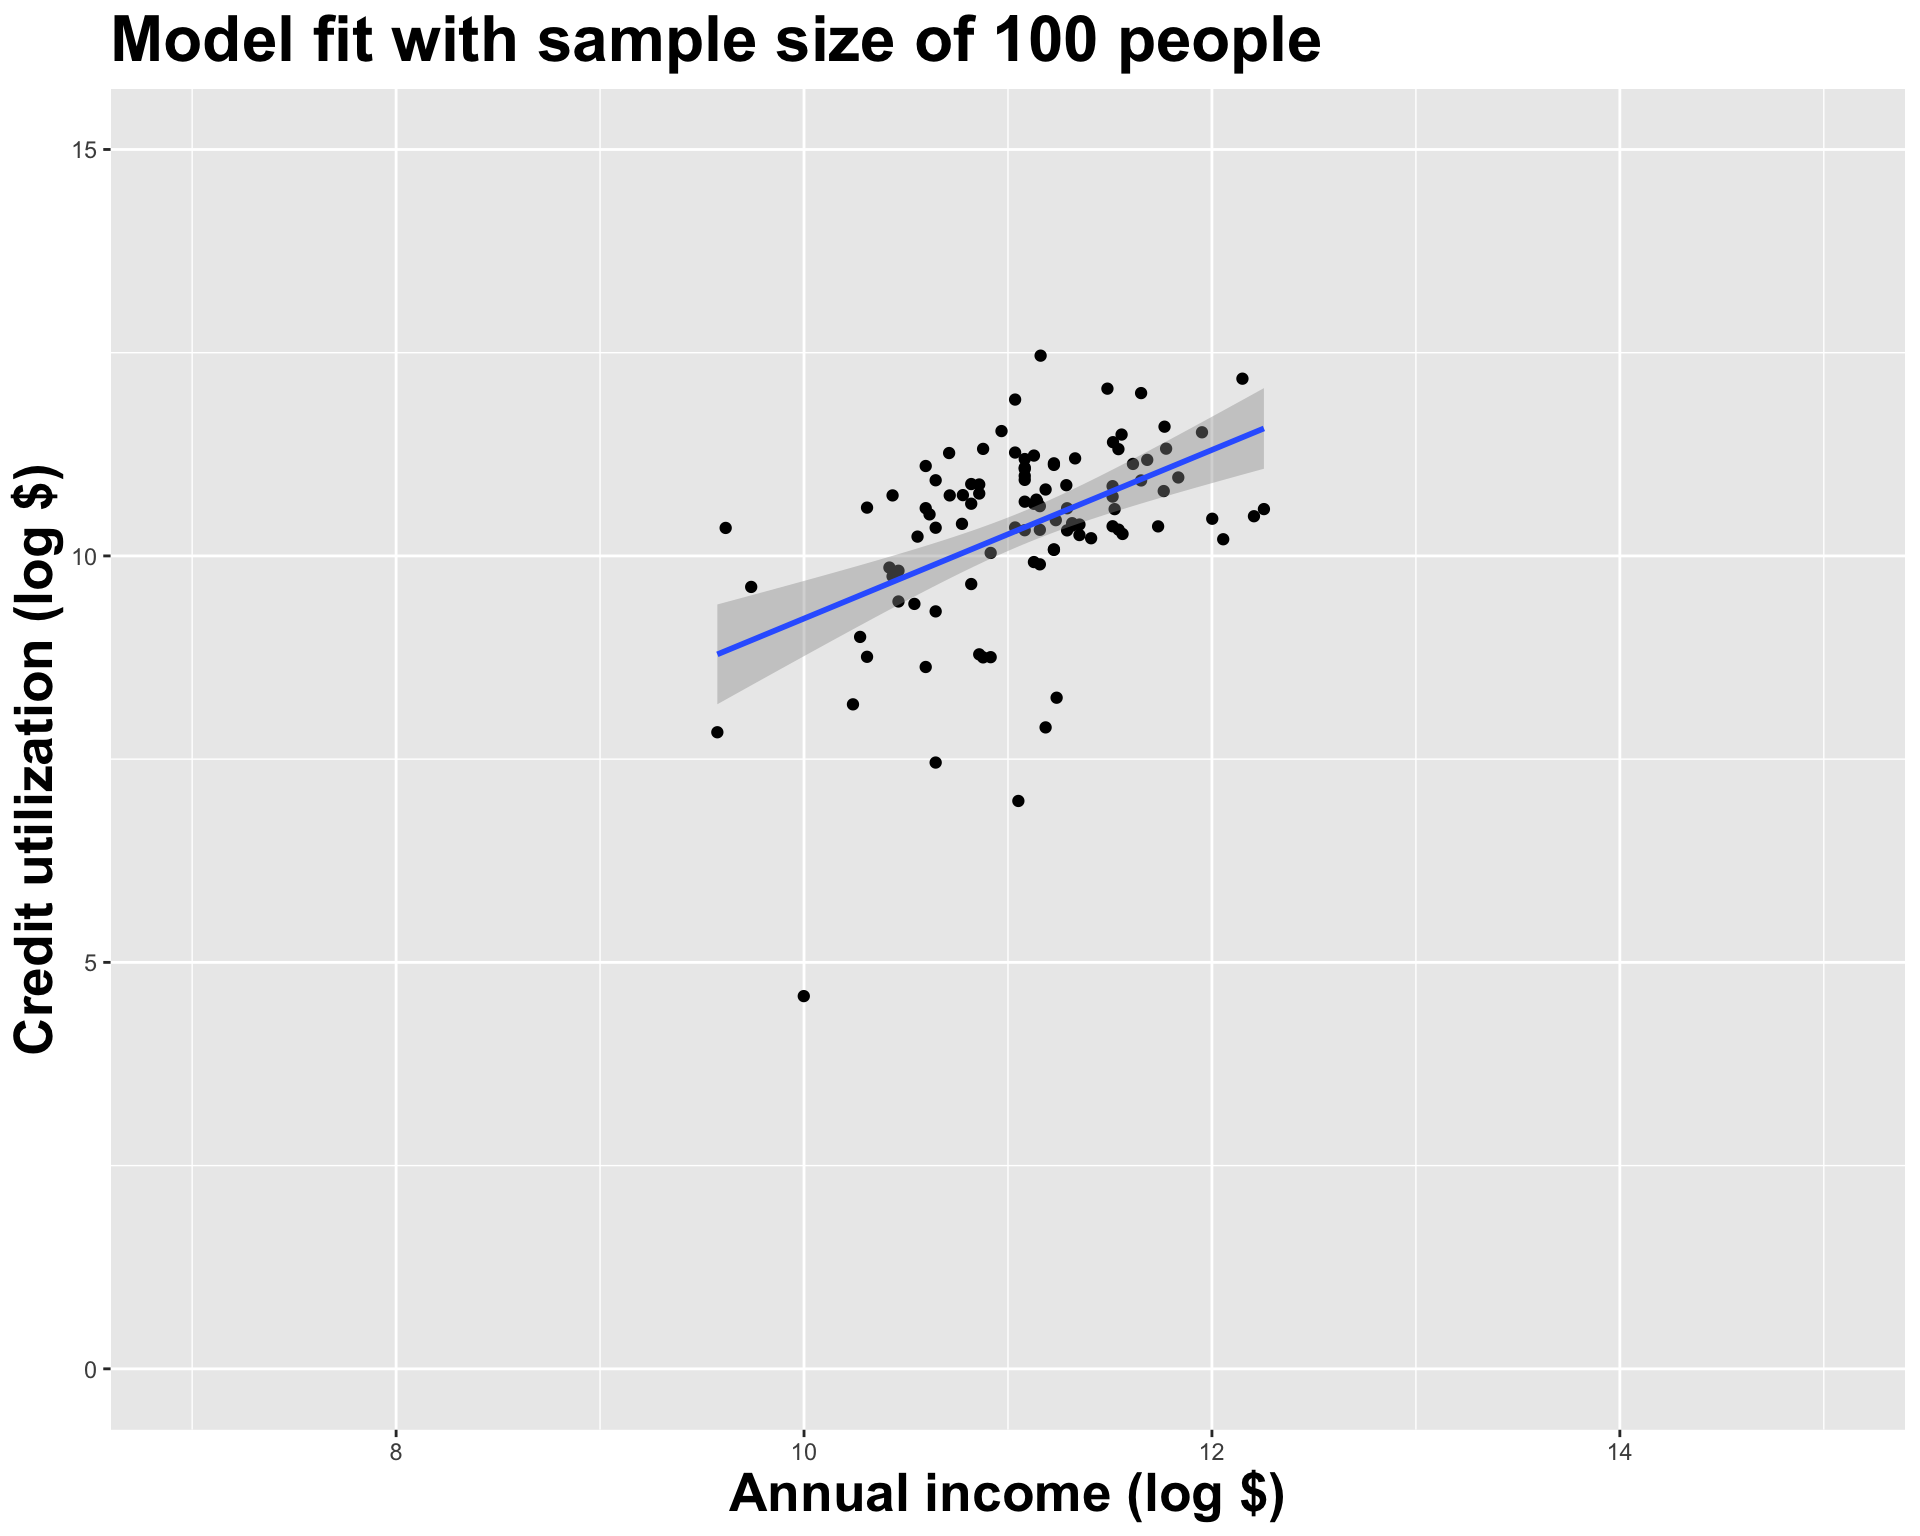 Model fit with sample size of 100 people
Credit utilization (log $)
15
10
5
0
8 10 12 14
Annual income (log $)